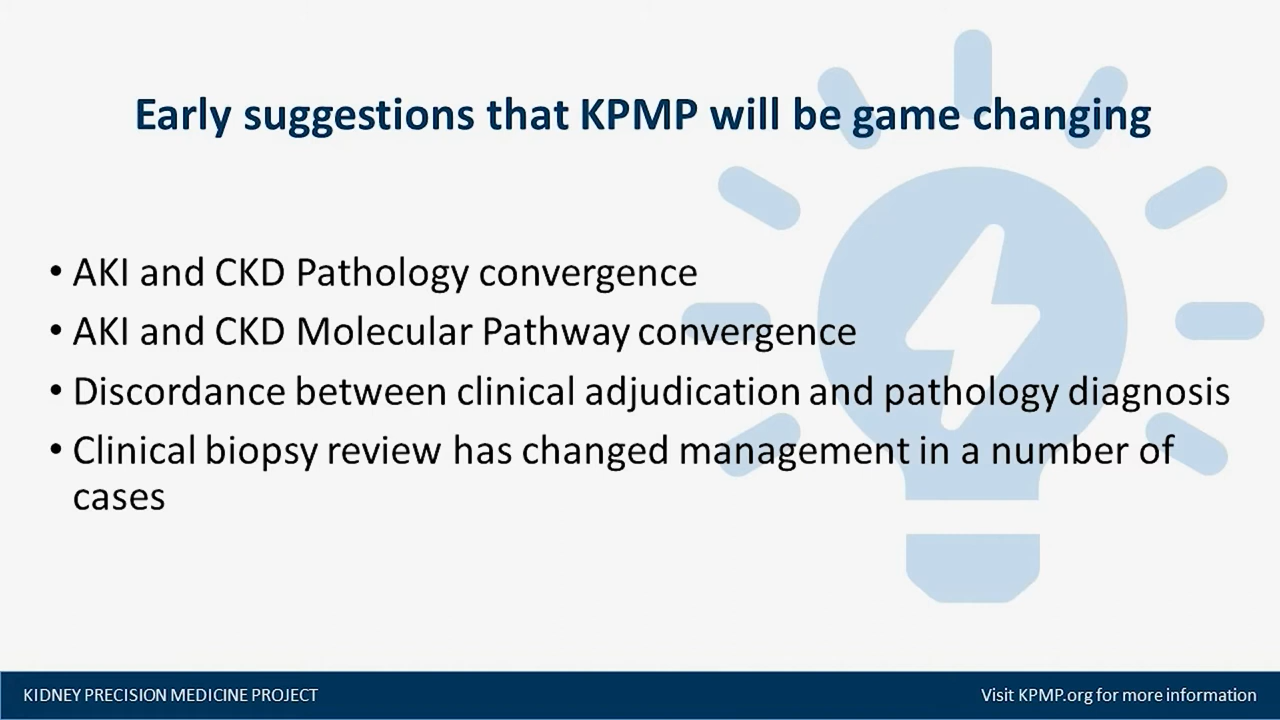 Early suggestions that KPMP will be game changing
• AKI and CKD Pathology convergence
• AKI and CKD Molecular Pathway convergence
• Discordance between clinical adjudication and pathology diagnosis
• Clinical biopsy review has changed management in a number of
cases
KIDNEY PRECISION MEDICINE PROJECT
Visit KPMP.org for more information